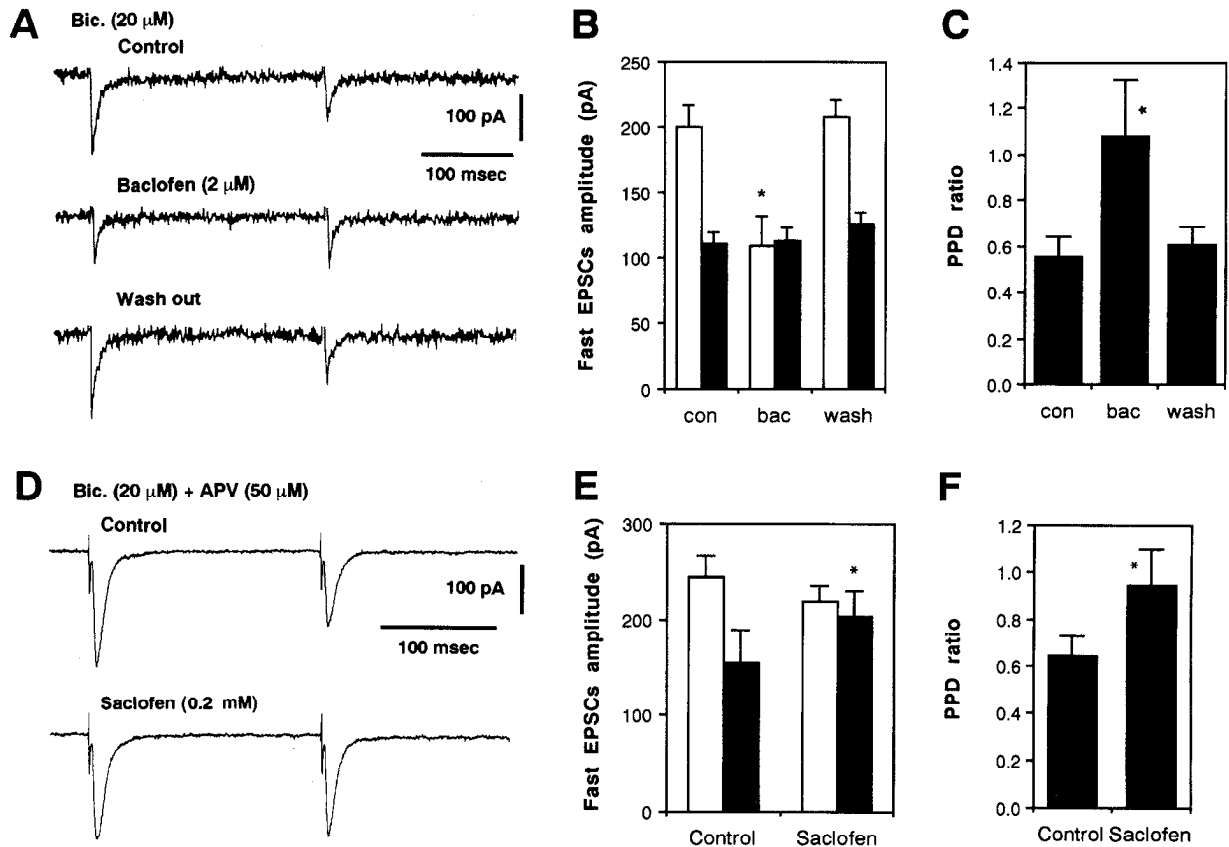 A
Bic. (20 µM)
Control
100 pA
100 msec
Baclofen (2 µM)
Wash out
B
Fast EPSCs amplitude (pA)
250
200
150
100
50
0
*
con bac wash
C
PPD ratio
1.4
1.2
1.0
0.8
0.6
0.4
0.2
0.0
*
con bac wash
D
Bic. (20 µM) + APV (50 µM)
Control
100 pA
100 msec
Saclofen (0.2 mM)
E
Fast EPSCs amplitude (pA)
300
200
100
0
*
Control Saclofen
F
PPD ratio
1.2
1.0
0.8
0.6
0.4
0.2
0.0
*
Control Saclofen